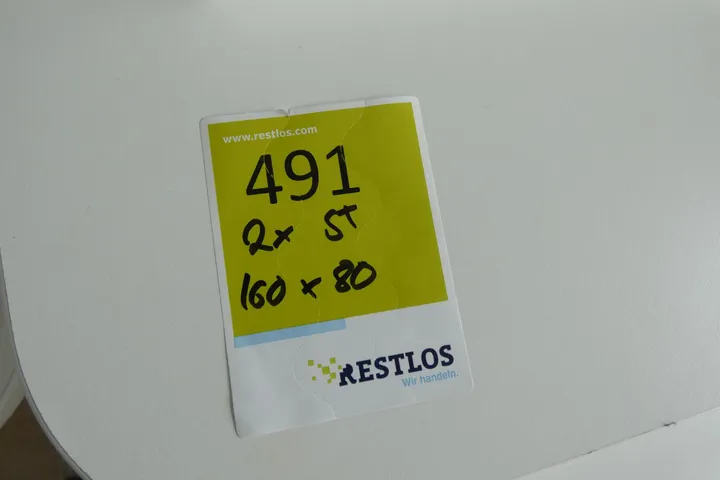 www.restlos.com
491
2x ST
160 x 80
RESTLOS
Wir handeln.